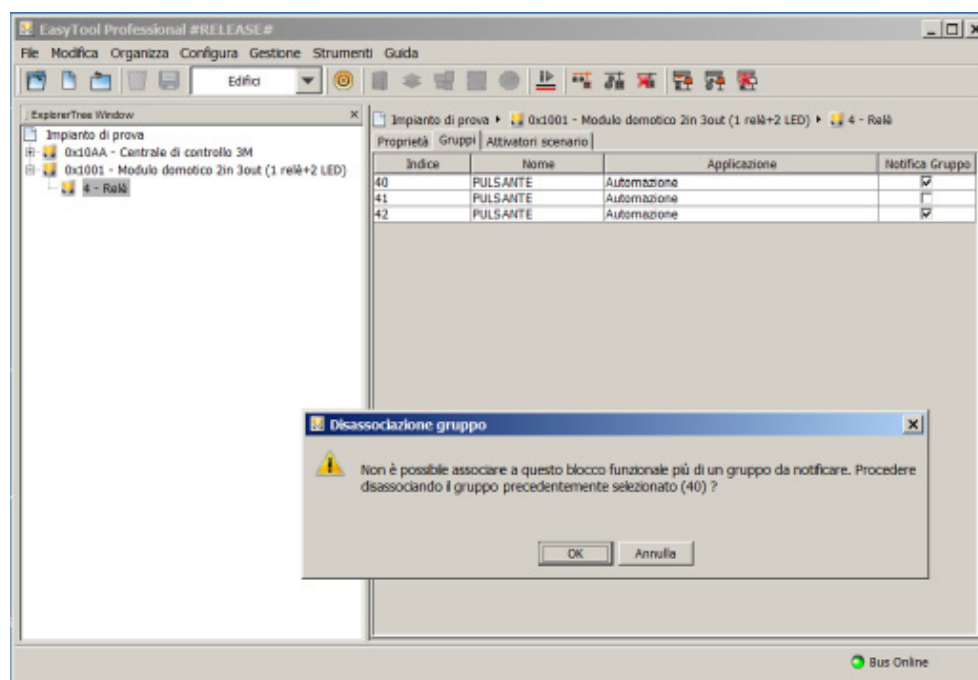 EasyTool Professional #RELEASE#
File Modifica Organizza Configura Gestione Strumenti Guida
Edifici
ExplorerTree Window
Impianto di prova
0x10AA - Centrale di controllo 3M
0x1001 - Modulo domotico 2in 3out (1 relè+2 LED)
4 - Relè
Impianto di prova 0x1001 - Modulo domotico 2in 3out (1 relè+2 LED) 4 - Relè
Proprietà Gruppi Attivatori scenario
Indice Nome Applicazione Notifica Gruppo
40 PULSANTE Automazione
41 PULSANTE Automazione
42 PULSANTE Automazione
Disassociazione gruppo
Non è possibile associare a questo blocco funzionale più di un gruppo da notificare. Procedere
disassociando il gruppo precedentemente selezionato (40) ?
OK Annulla
Bus Online